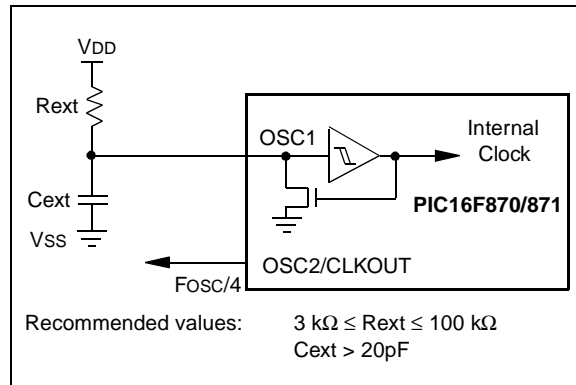 VDD
Rext
OSC1
Internal
Clock
Cext
PIC16F870/871
VSS
OSC2/CLKOUT
FOSC/4
Recommended values: 3 kΩ ≤ Rext ≤ 100 kΩ
Cext > 20pF